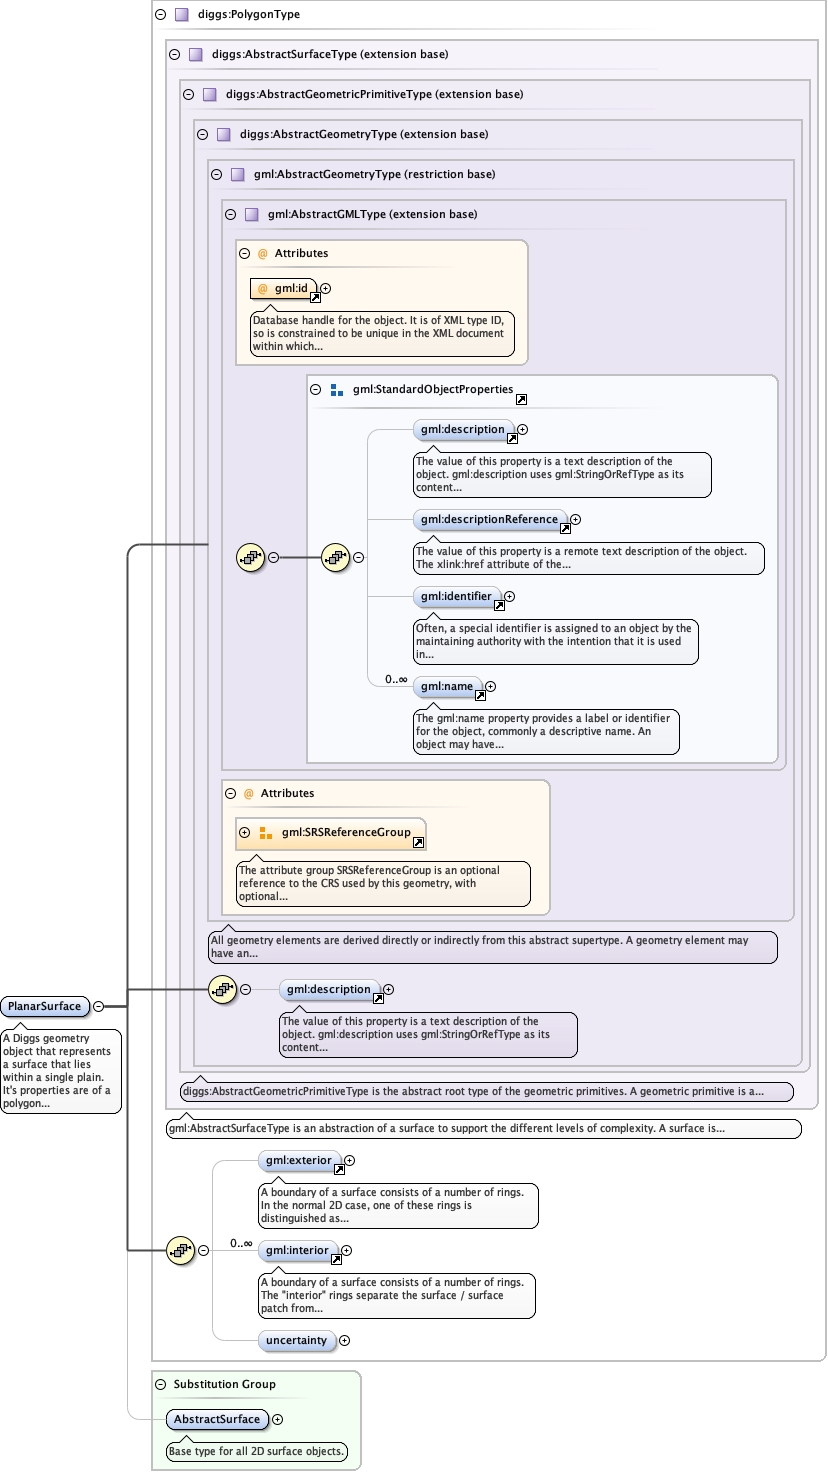 diggs:PolygonType
diggs:AbstractSurfaceType (extension base)
diggs:AbstractGeometricPrimitiveType (extension base)
diggs:AbstractGeometryType (extension base)
gml:AbstractGeometryType (restriction base)
gml:AbstractGMLType (extension base)
@ Attributes
@ gml:id
Database handle for the object. It is of XML type ID,
so is constrained to be unique in the XML document
within which...
gml:StandardObjectProperties
gml:description
The value of this property is a text description of the
object. gml:description uses gml:StringOrRefType as its
content...
gml:descriptionReference
The value of this property is a remote text description of the object.
The xlink:href attribute of the...
gml:identifier
Often, a special identifier is assigned to an object by the
maintaining authority with the intention that it is used
in...
0..∞
gml:name
The gml:name property provides a label or identifier
for the object, commonly a descriptive name. An
object may have...
@ Attributes
gml:SRSReferenceGroup
The attribute group SRSReferenceGroup is an optional
reference to the CRS used by this geometry, with
optional...
All geometry elements are derived directly or indirectly from this abstract supertype. A geometry element may
have an...
gml:description
The value of this property is a text description of the
object. gml:description uses gml:StringOrRefType as its
content...
PlanarSurface
A Diggs geometry
object that represents
a surface that lies
within a single plain.
It's properties are of a
polygon...
diggs:AbstractGeometricPrimitiveType is the abstract root type of the geometric primitives. A geometric primitive is a...
gml:AbstractSurfaceType is an abstraction of a surface to support the different levels of complexity. A surface is...
gml:exterior
A boundary of a surface consists of a number of rings.
In the normal 2D case, one of these rings is
distinguished as...
0..∞
gml:interior
A boundary of a surface consists of a number of rings.
The "interior" rings separate the surface / surface
patch from...
uncertainty
Substitution Group
AbstractSurface
Base type for all 2D surface objects.